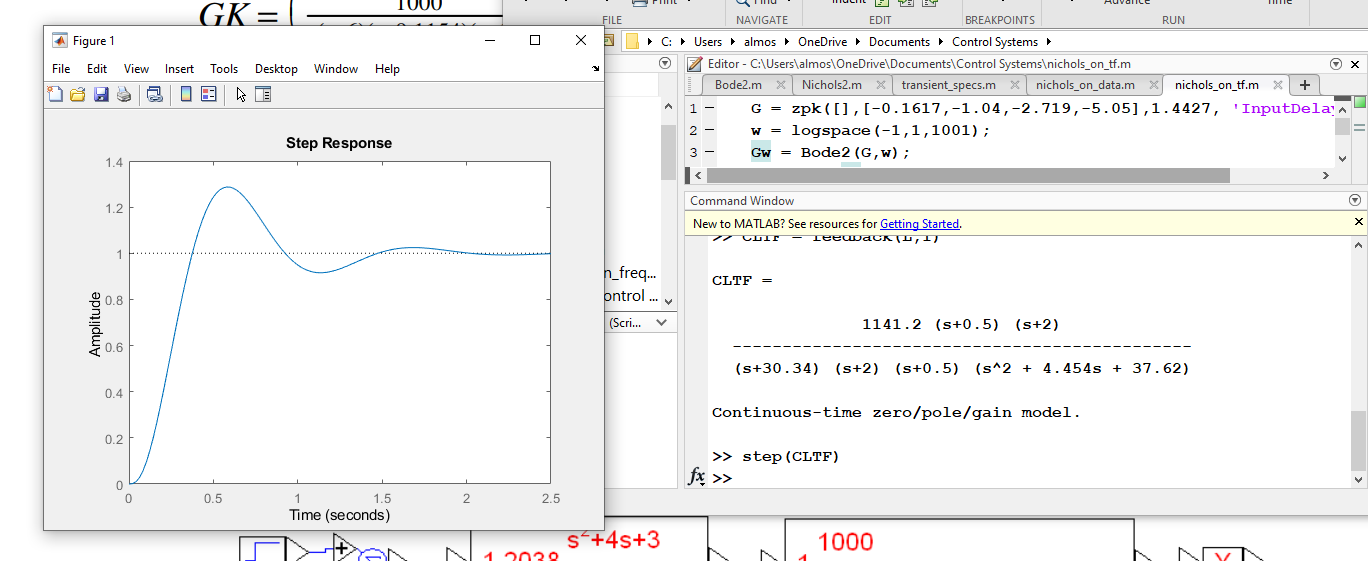 GK =
1000
Figure 1
File Edit View Insert Tools Desktop Window Help
Step Response
1.4
1.2
1
0.8
0.6
0.4
0.2
0
Amplitude
0 0.5 1 1.5 2 2.5
Time (seconds)
Print
Find
Indent
Advance
Time
FILE NAVIGATE EDIT BREAKPOINTS RUN
C: Users almos OneDrive Documents Control Systems
Editor - C:\Users\almos\OneDrive\Documents\Control Systems\nichols_on_tf.m
Bode2.m Nichols2.m transient_specs.m nichols_on_data.m nichols_on_tf.m +
1 – G = zpk([],[-0.1617,-1.04,-2.719,-5.05],1.4427, 'InputDela
2 – w = logspace(-1,1,1001);
3 – Gw = Bode2(G,w);
n_freq...
ontrol ...
(Scri...
Command Window
New to MATLAB? See resources for Getting Started.
>> CLTF = feedback(L,1)
CLTF =
1141.2 (s+0.5) (s+2)
(s+30.34) (s+2) (s+0.5) (s^2 + 4.454s + 37.62)
Continuous-time zero/pole/gain model.
>> step(CLTF)
fx >>
s²+4s+3
1.2038
1000
1
Y